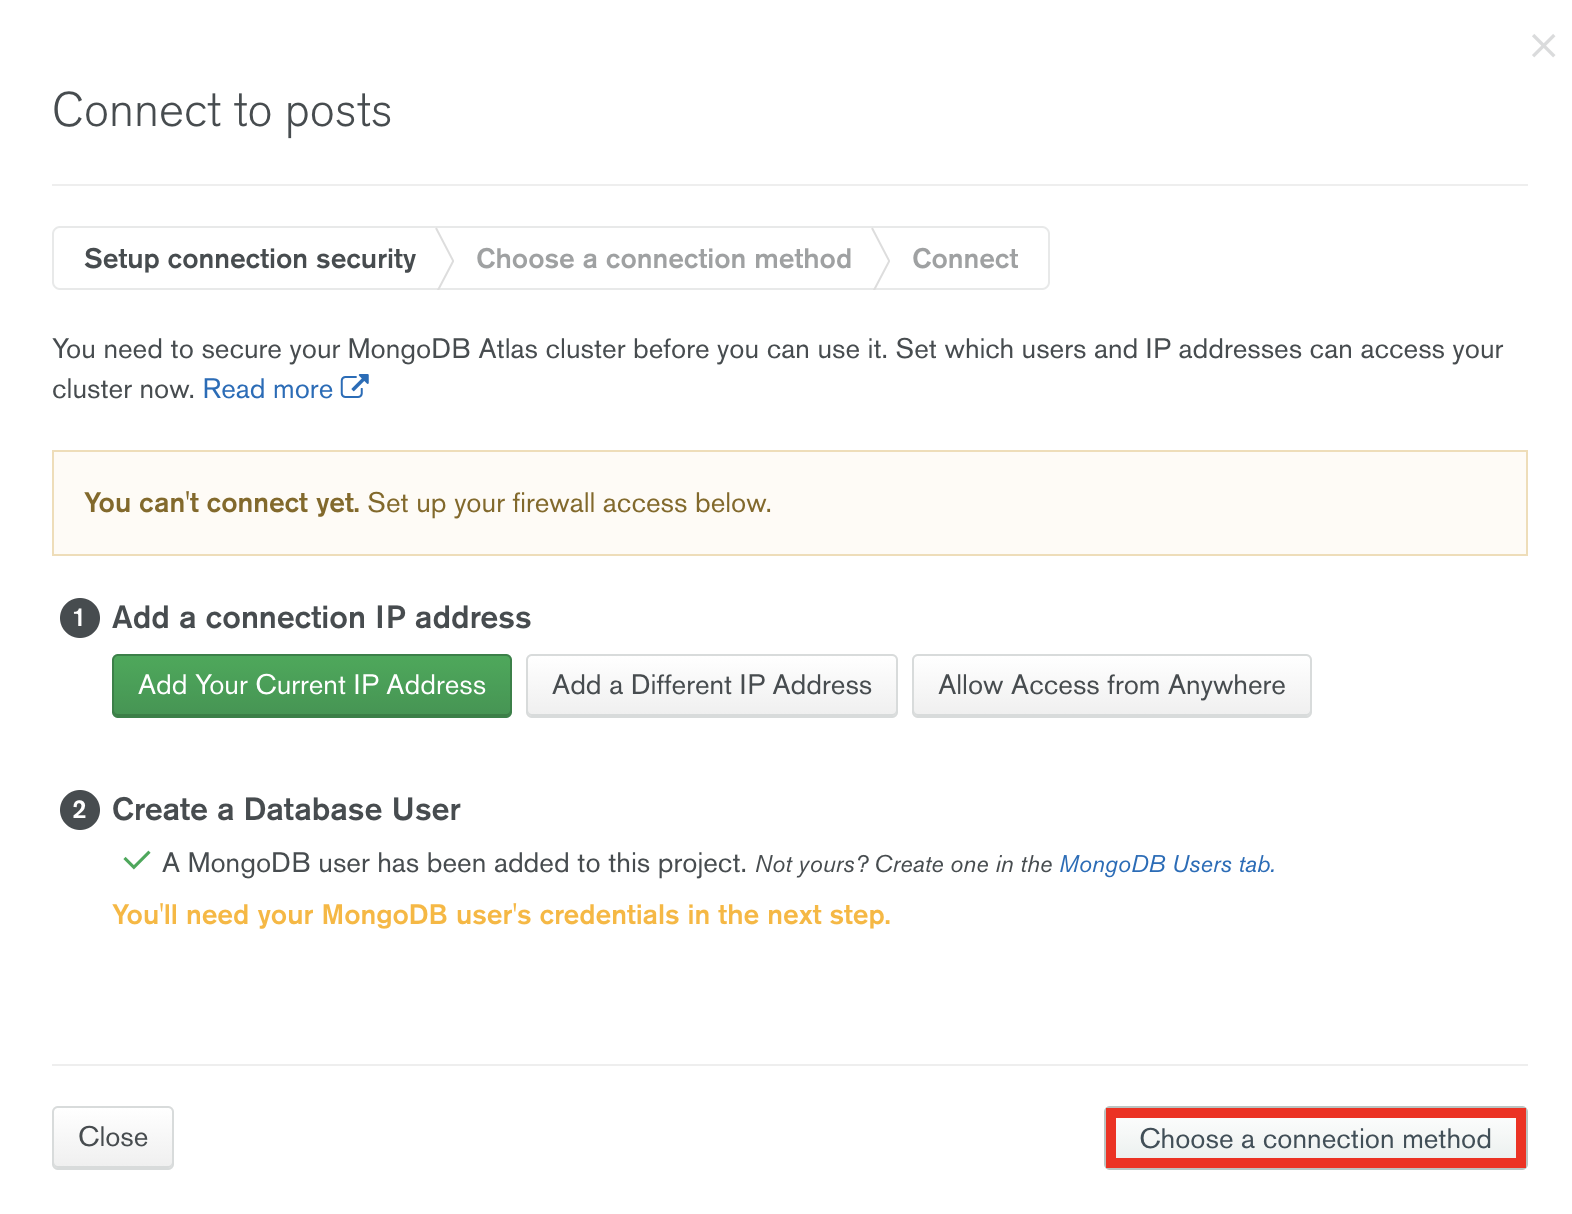 Connect to posts
Setup connection security
Choose a connection method
Connect
You need to secure your MongoDB Atlas cluster before you can use it. Set which users and IP addresses can access your
cluster now. Read more
You can't connect yet. Set up your firewall access below.
1 Add a connection IP address
Add Your Current IP Address
Add a Different IP Address
Allow Access from Anywhere
2 Create a Database User
A MongoDB user has been added to this project. Not yours? Create one in the MongoDB Users tab.
You'll need your MongoDB user's credentials in the next step.
Close
Choose a connection method